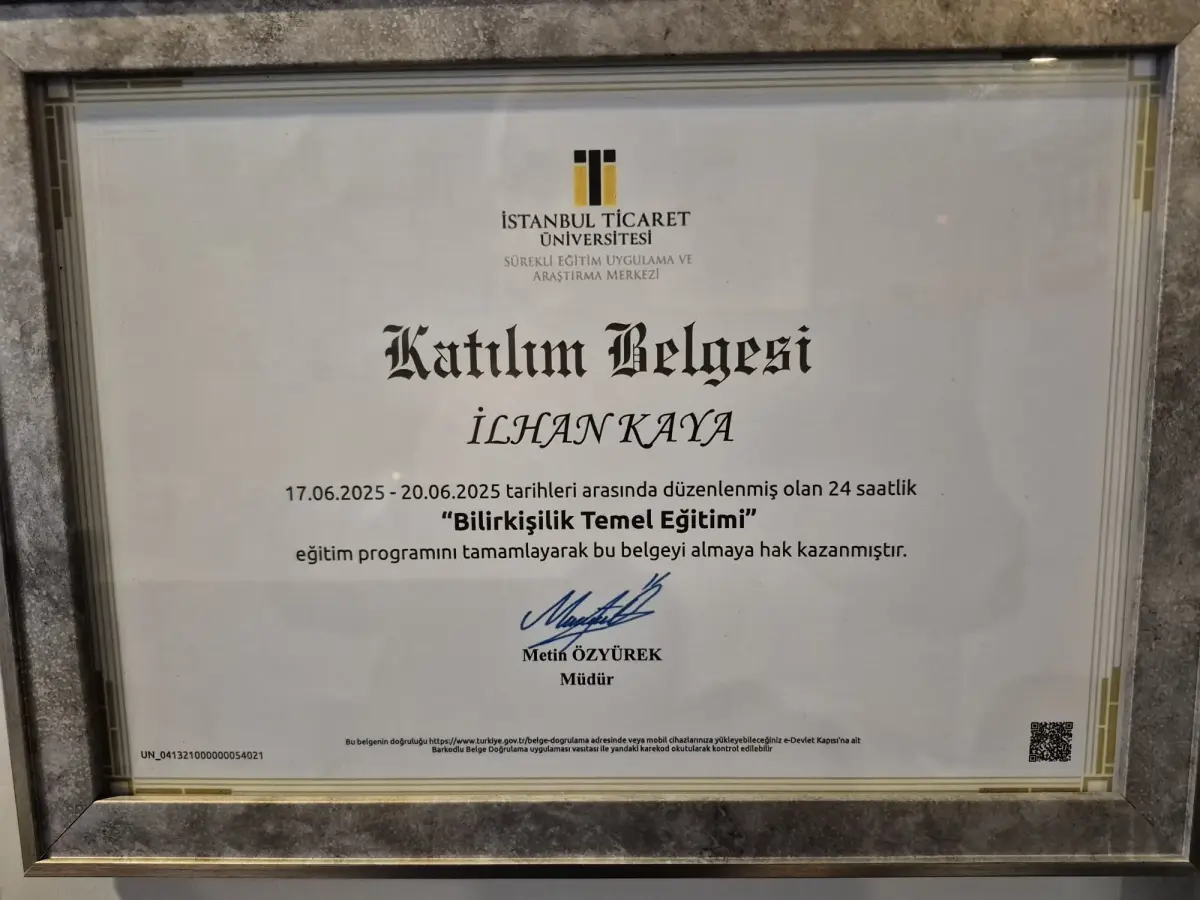 İSTANBUL TİCARET
ÜNİVERSİTESİ
SÜREKLİ EĞİTİM UYGULAMA VE
ARAŞTIRMA MERKEZİ
Katılım Belgesi
İLHAN KAYA
17.06.2025 - 20.06.2025 tarihleri arasında düzenlenmiş olan 24 saatlik
“Bilirkişilik Temel Eğitimi”
eğitim programını tamamlayarak bu belgeyi almaya hak kazanmıştır.
Metin ÖZYÜREK
Müdür
Bu belgenin doğruluğu https://www.turkiye.gov.tr/belge-dogrulama adresinde veya mobil cihazlarınıza yükleyebileceğiniz e-Devlet Kapısı'na ait
Barkodlu Belge Doğrulama uygulaması vasıtası ile yandaki karekod okutularak kontrol edilebilir
UN_041321000000054021